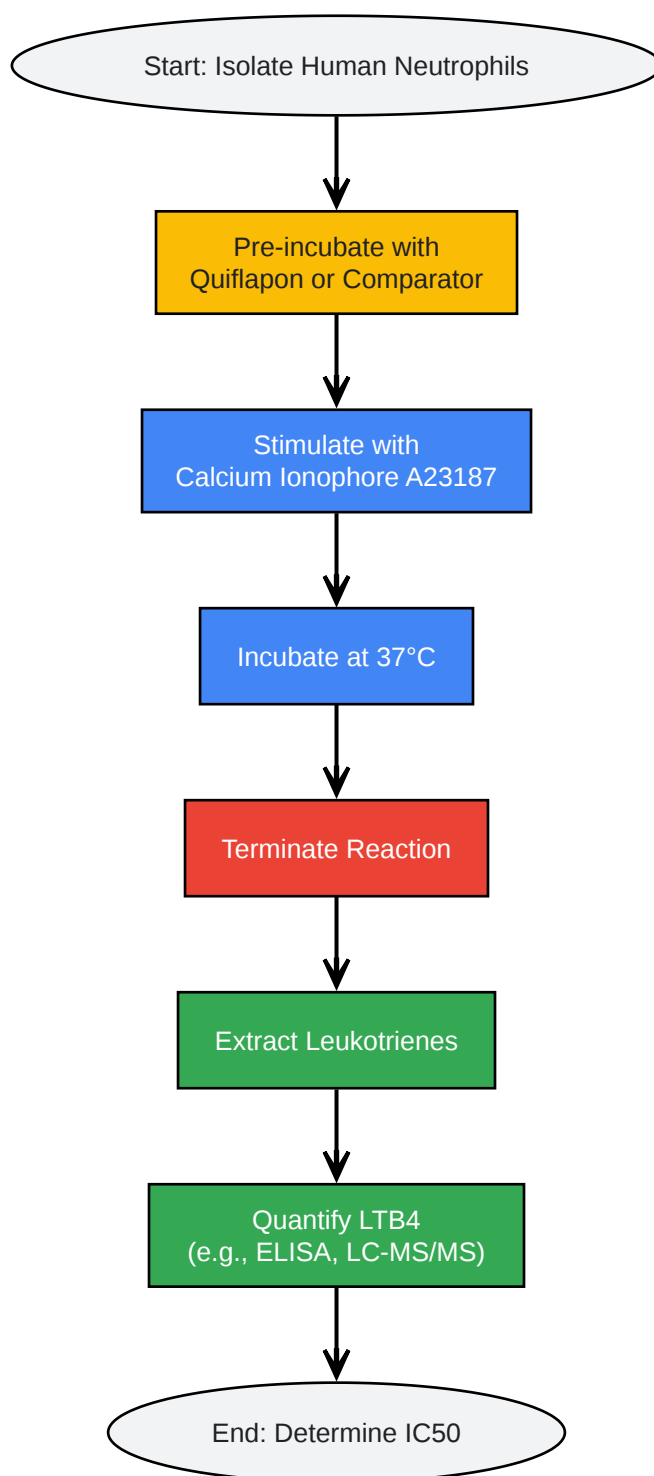 Start: Isolate Human Neutrophils
Pre-incubate with
Quiflapon or Comparator
Stimulate with
Calcium Ionophore A23187
Incubate at 37°C
Terminate Reaction
Extract Leukotrienes
Quantify LTB4
(e.g., ELISA, LC-MS/MS)
End: Determine IC50